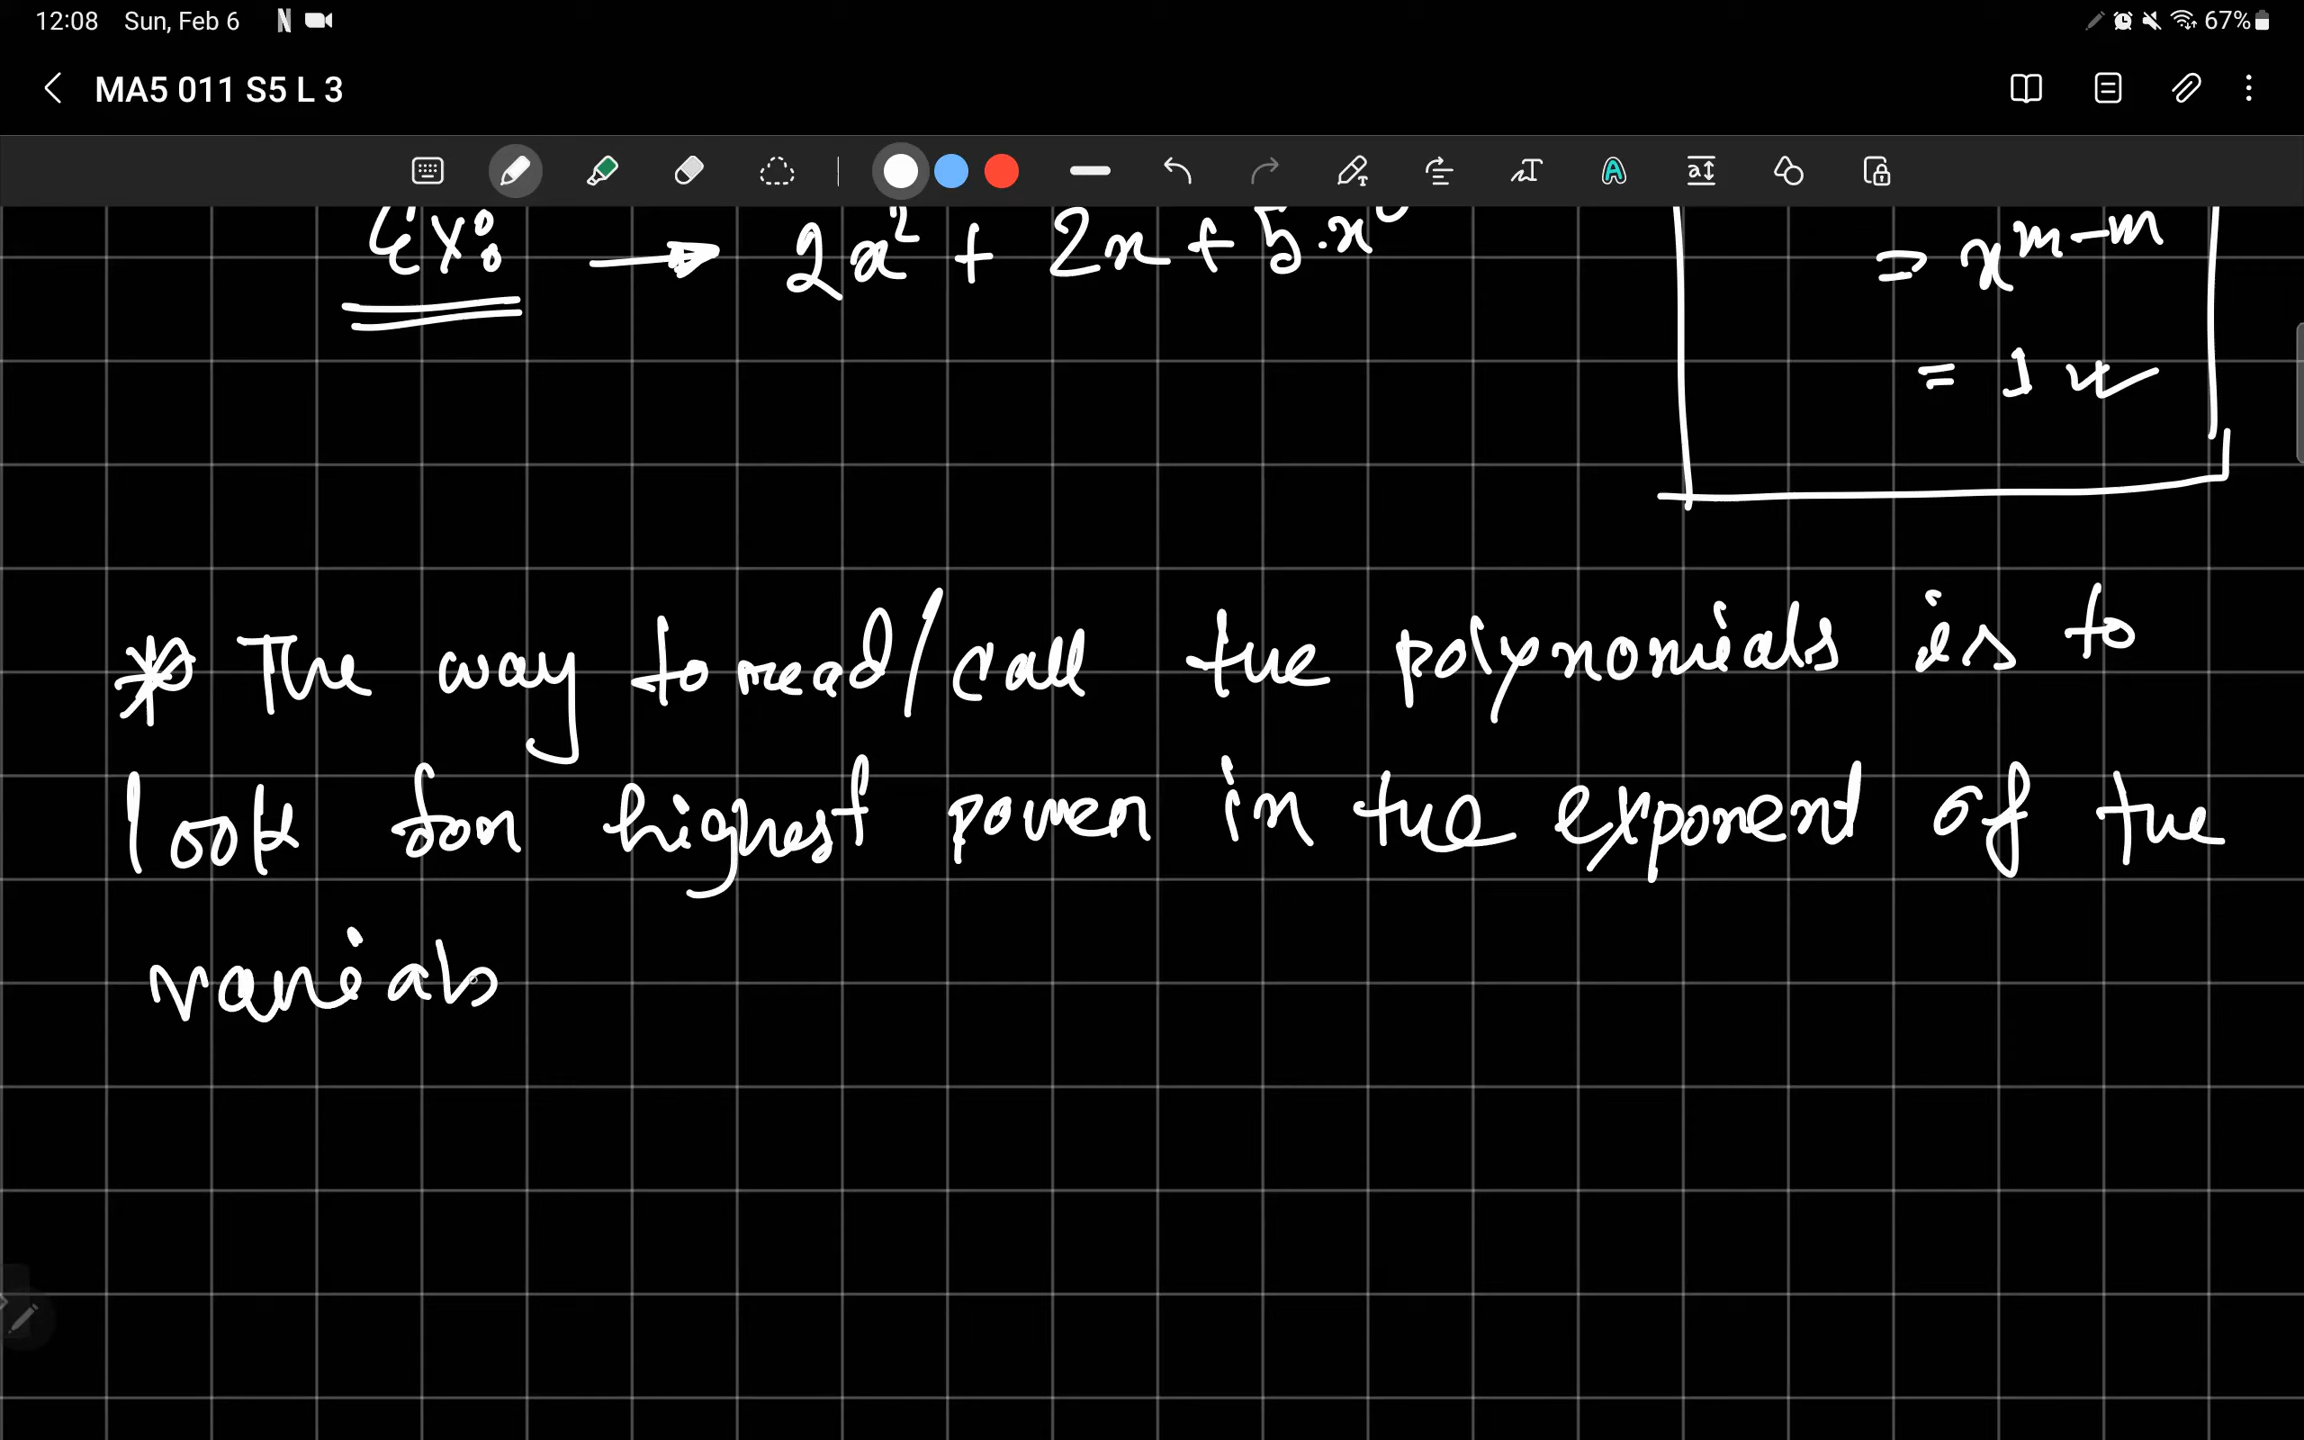 12:08 Sun, Feb 6 N 67%
MA5 011 S5 L 3
Ex: → 2x² + 2x + 5.x⁰
= x^m-m
= 1
* The way to read/call the polynomials is to
look for highest power in the exponent of the
variab